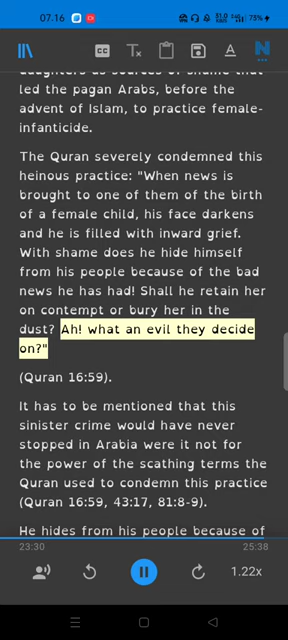 07.16
51.0
KB/S
73%
CC
daughters as sources of shame that
led the pagan Arabs, before the
advent of Islam, to practice female-
infanticide.
The Quran severely condemned this
heinous practice: "When news is
brought to one of them of the birth
of a female child, his face darkens
and he is filled with inward grief.
With shame does he hide himself
from his people because of the bad
news he has had! Shall he retain her
on contempt or bury her in the
dust? Ah! what an evil they decide
on?"
(Quran 16:59).
It has to be mentioned that this
sinister crime would have never
stopped in Arabia were it not for
the power of the scathing terms the
Quran used to condemn this practice
(Quran 16:59, 43:17, 81:8-9).
He hides from his people because of
23:30 25:38
1.22x